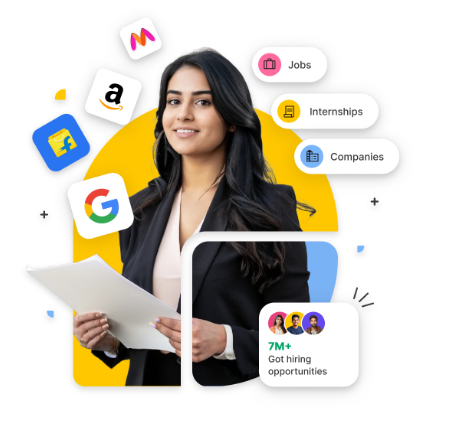 Jobs
Internships
Companies
7M+
Got hiring
opportunities